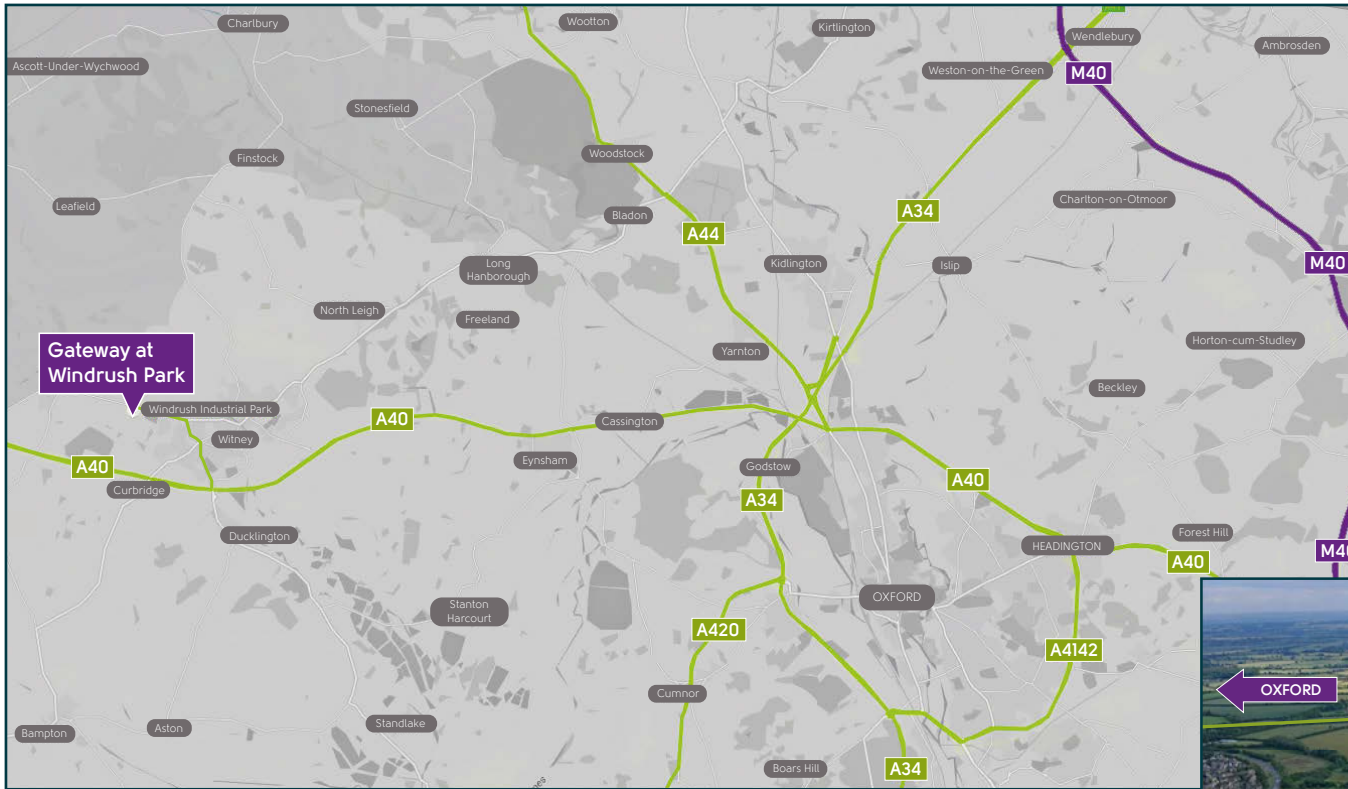 Charlbury
Wootton
Kirtlington
Wendlebury
Ambrosden
Ascott-Under-Wychwood
Weston-on-the-Green
M40
Stonesfield
Woodstock
Finstock
Leafield
Charlton-on-Otmoor
Bladon
A34
A44
Kidlington
Islip
M40
Long
Hanborough
North Leigh
Freeland
Gateway at
Windrush Park
Yarnton
Horton-cum-Studley
Beckley
Windrush Industrial Park
A40
Cassington
Witney
Eynsham
Godstow
A40
A40
Curbridge
A34
Ducklington
HEADINGTON
Forest Hill
M40
A40
OXFORD
Stanton
Harcourt
A420
A4142
Cumnor
OXFORD
Standlake
Aston
Bampton
Boars Hill
A34